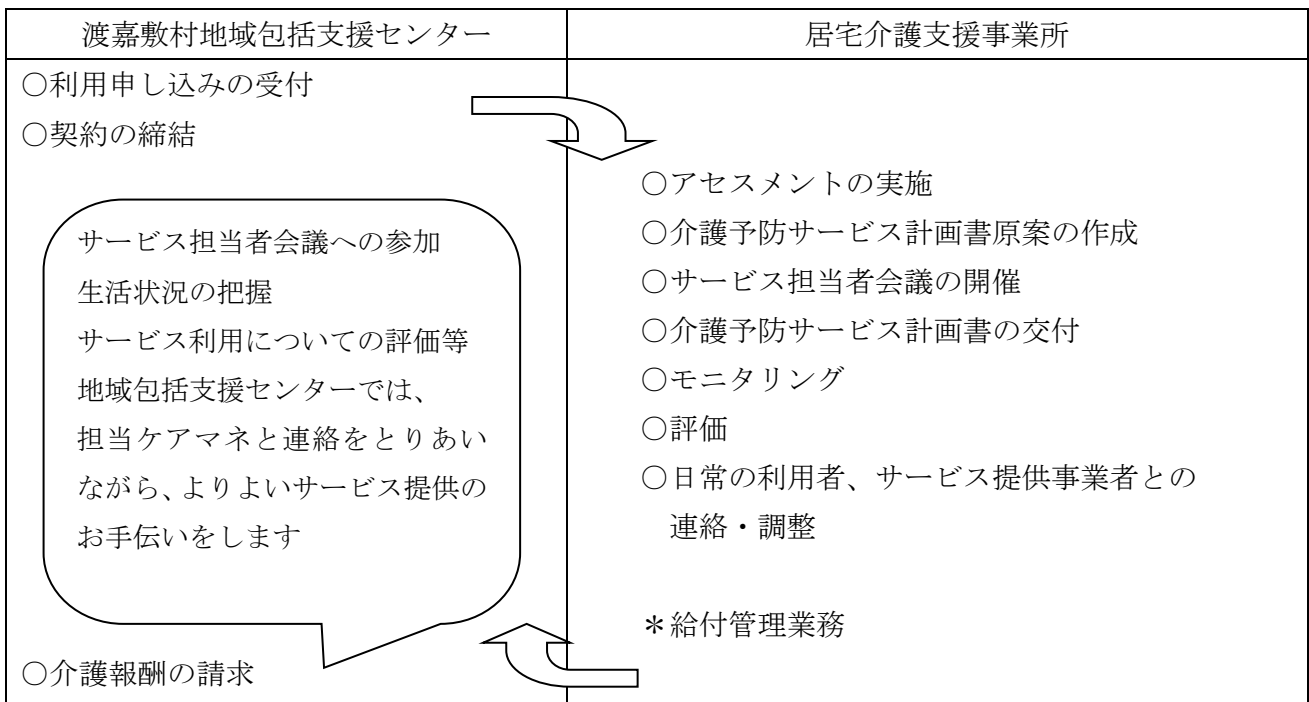 渡嘉敷村地域包括支援センター
居宅介護支援事業所
○利用申し込みの受付
○契約の締結
サービス担当者会議への参加
生活状況の把握
サービス利用についての評価等
地域包括支援センターでは、
担当ケアマネと連絡をとりあい
ながら、よりよいサービス提供の
お手伝いをします
○介護報酬の請求
○アセスメントの実施
○介護予防サービス計画書原案の作成
○サービス担当者会議の開催
○介護予防サービス計画書の交付
○モニタリング
○評価
○日常の利用者、サービス提供事業者との
連絡・調整
＊給付管理業務